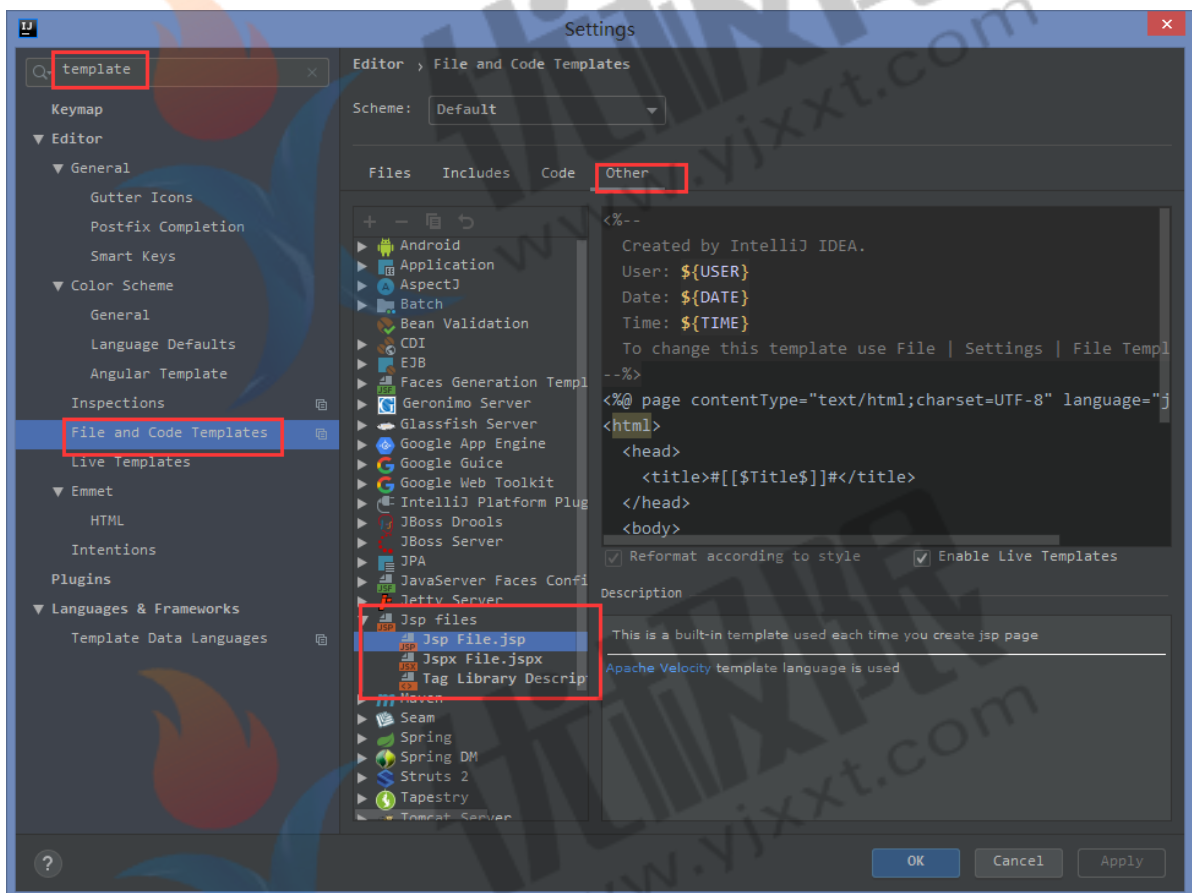 Settings
template
Keymap
Editor
General
Gutter Icons
Postfix Completion
Smart Keys
Color Scheme
General
Language Defaults
Angular Template
Inspections
File and Code Templates
Live Templates
Emmet
HTML
Intentions
Plugins
Languages & Frameworks
Template Data Languages
Editor › File and Code Templates
Scheme: Default
Files Includes Code Other
Android
Application
AspectJ
Batch
Bean Validation
CDI
EJB
Faces Generation Templ
Geronimo Server
Glassfish Server
Google App Engine
Google Guice
Google Web Toolkit
IntelliJ Platform Plug
JBoss Drools
JBoss Server
JPA
JavaServer Faces Confi
Jetty Server
Jsp files
Jsp File.jsp
Jspx File.jspx
Tag Library Descrip
Maven
Seam
Spring
Spring DM
Struts 2
Tapestry
Tomcat Server
<%--
Created by IntelliJ IDEA.
User: ${USER}
Date: ${DATE}
Time: ${TIME}
To change this template use File | Settings | File Templ
--%>
<%@ page contentType="text/html;charset=UTF-8" language="j
<html>
<head>
<title>#[[$Title$]]#</title>
</head>
<body>
Reformat according to style Enable Live Templates
Description
This is a built-in template used each time you create jsp page
Apache Velocity template language is used
? OK Cancel Apply
优极限
www.yjxxt.com
优极限
www.yjxxt.com